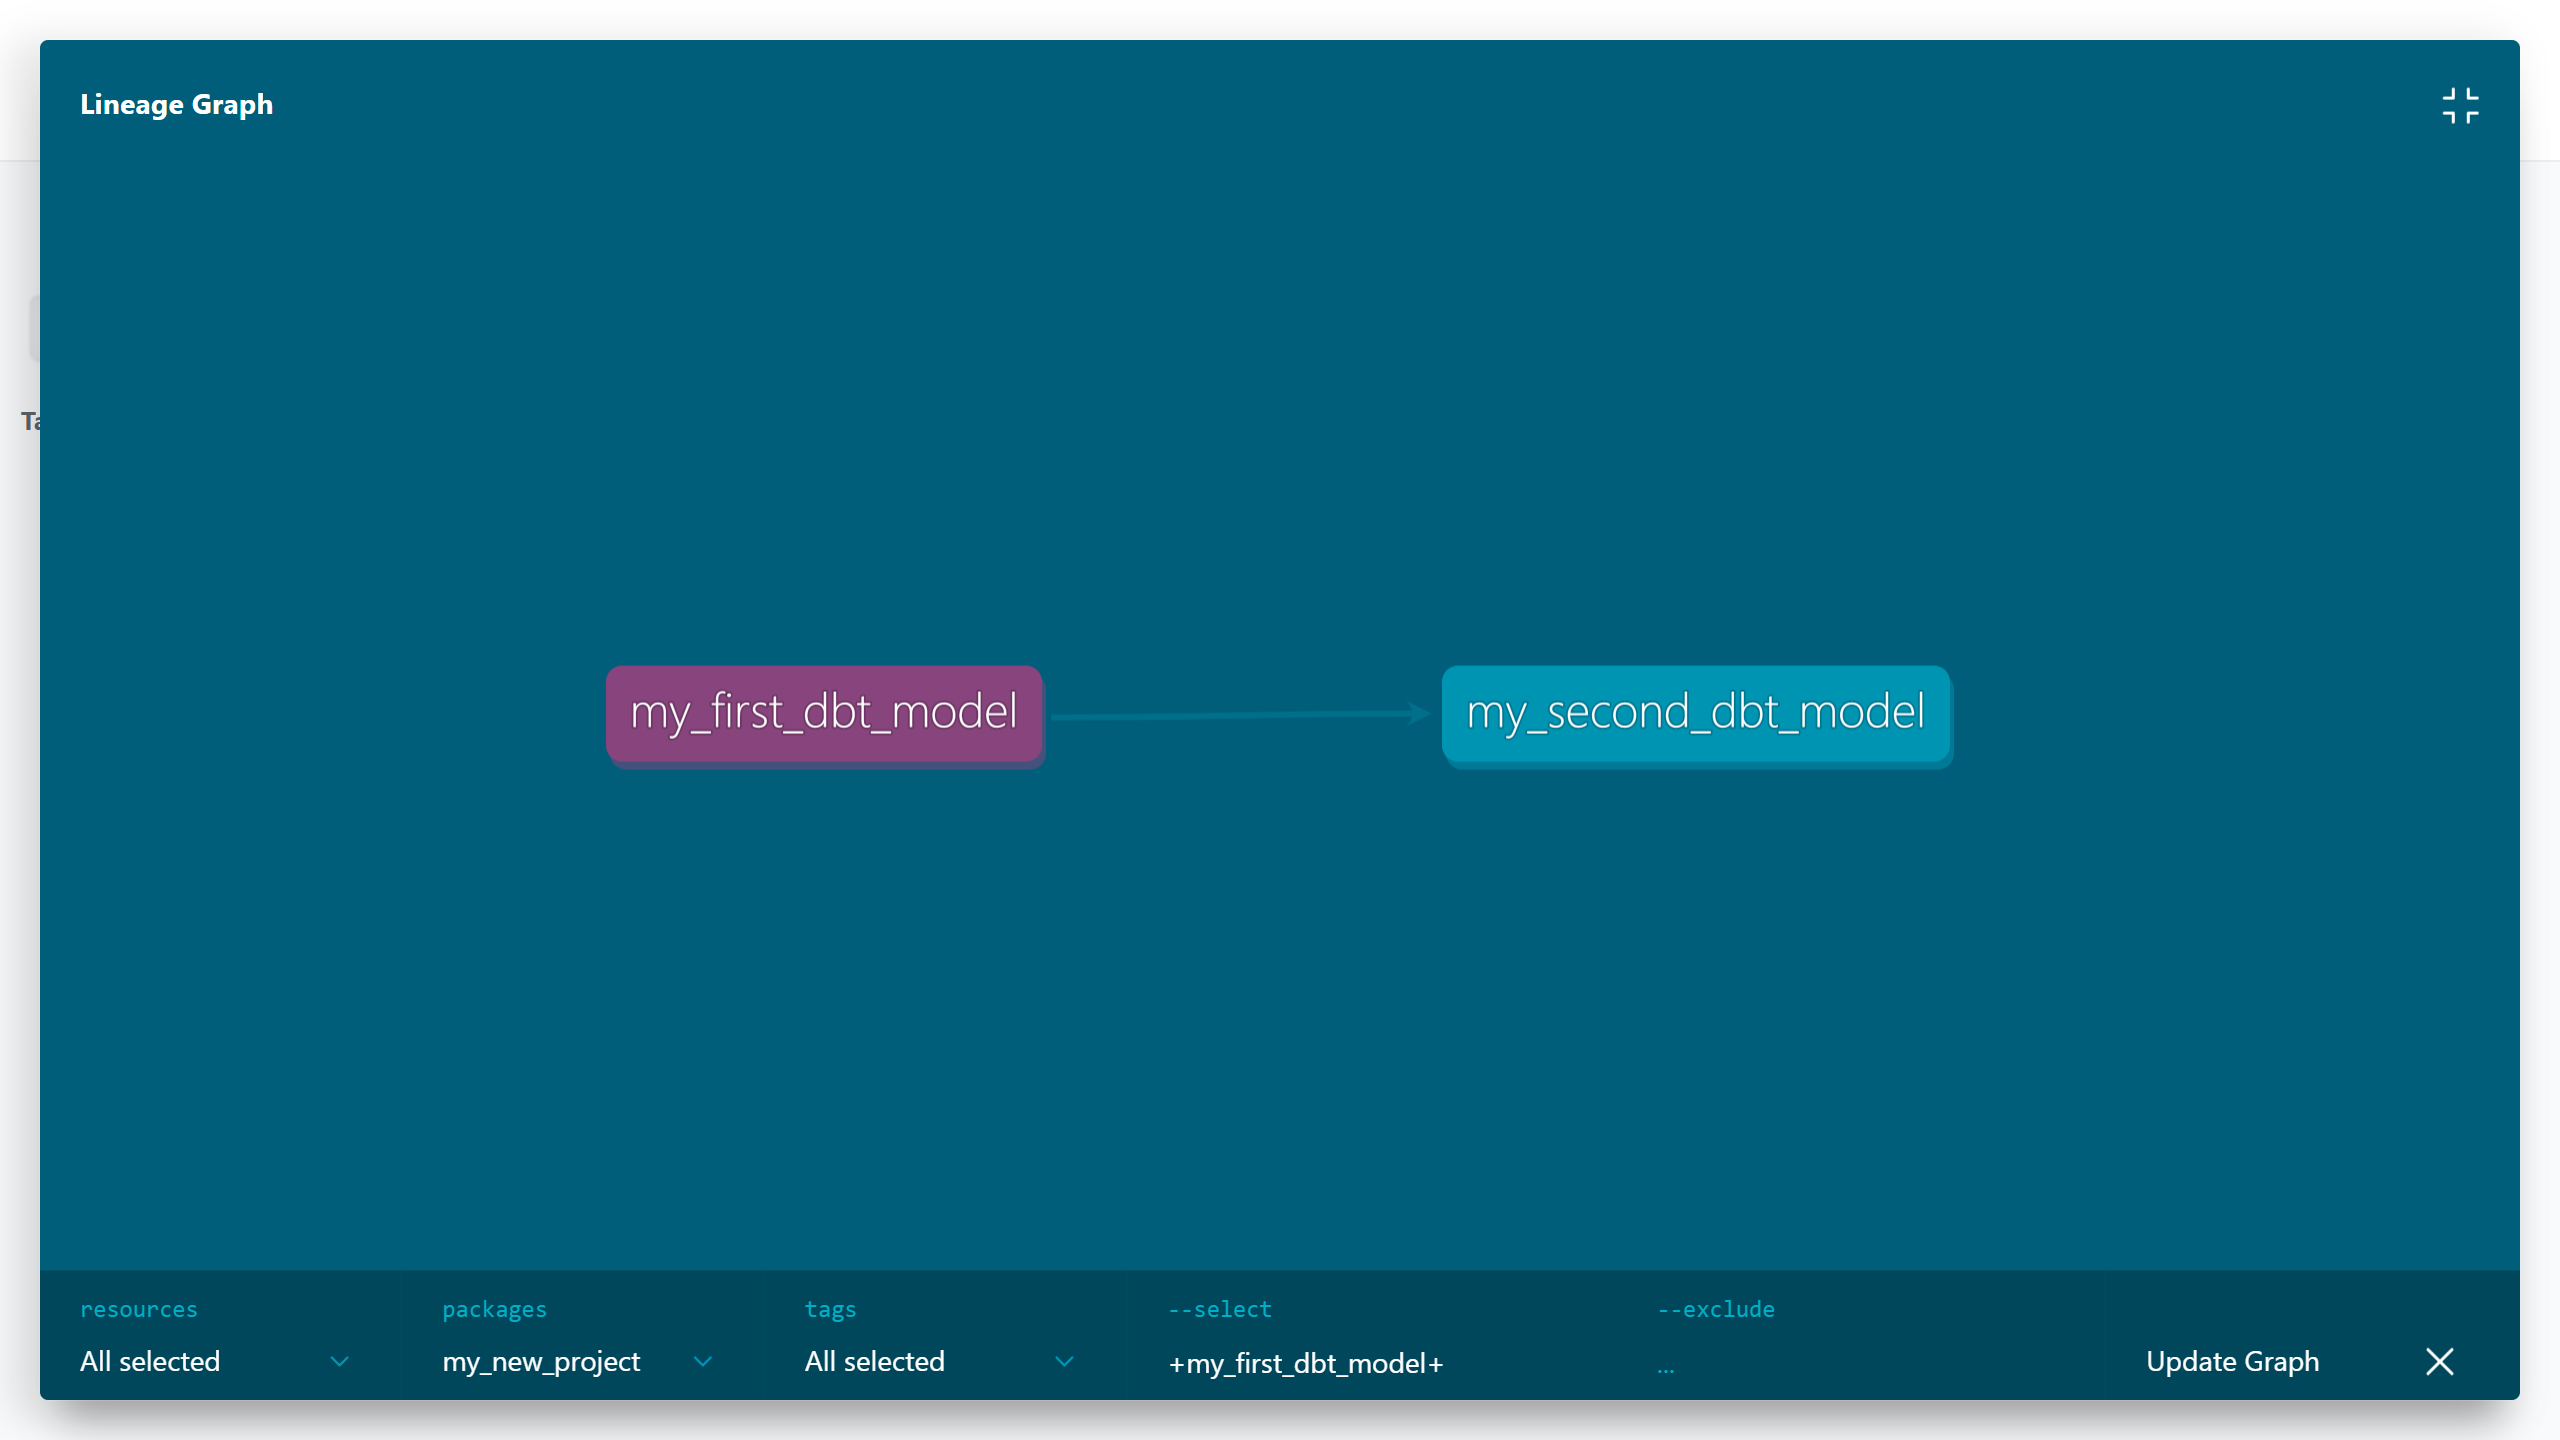 Lineage Graph
my_first_dbt_model
my_second_dbt_model
resources
packages
tags
--select
--exclude
All selected
my_new_project
All selected
+my_first_dbt_model+
...
Update Graph